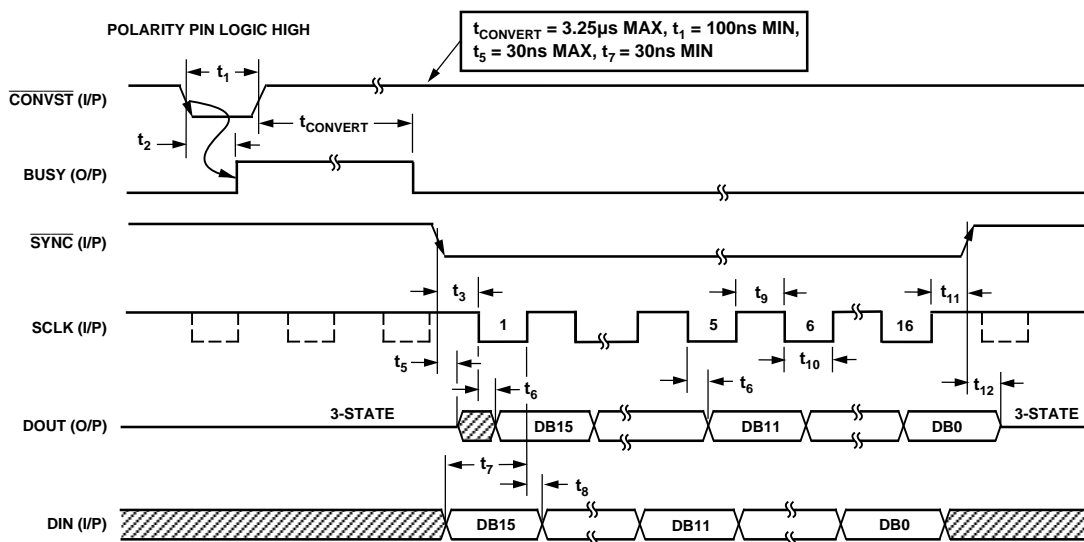 POLARITY PIN LOGIC HIGH
tCONVERT = 3.25µs MAX, t1 = 100ns MIN,
t5 = 30ns MAX, t7 = 30ns MIN
t1
CONVST (I/P)
tCONVERT
t2
BUSY (O/P)
SYNC (I/P)
t3
t9
t11
SCLK (I/P)
1
5
6
16
t5
t10
t6
t6
t12
3-STATE
3-STATE
DOUT (O/P)
DB15
DB11
DB0
t7
t8
DIN (I/P)
DB15
DB11
DB0